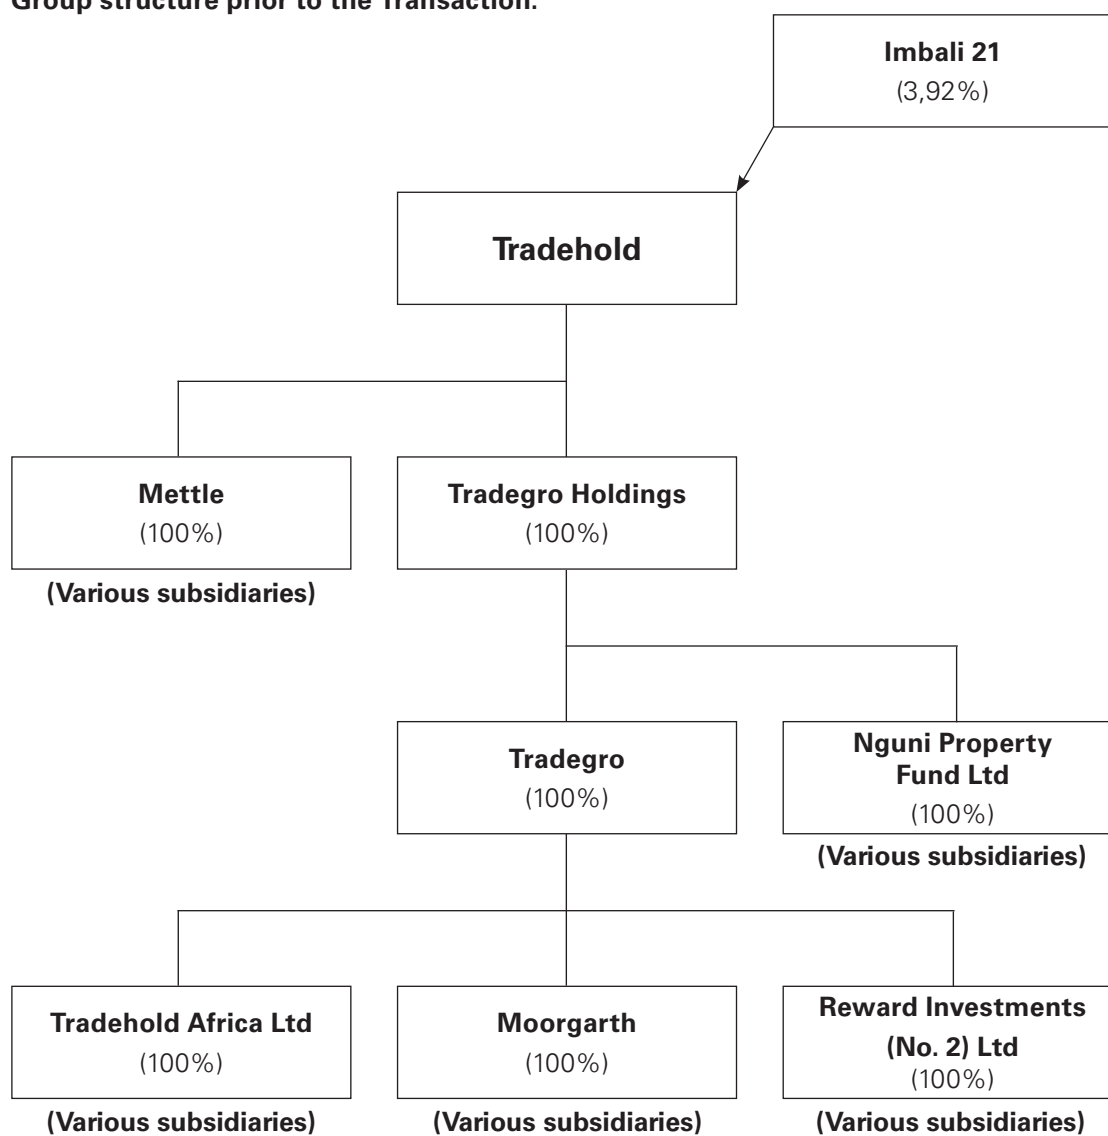 Group structure prior to the Transaction:
Imbali 21
(3,92%)
Tradehold
Mettle
(100%)
(Various subsidiaries)
Tradegro Holdings
(100%)
Tradegro
(100%)
Nguni Property
Fund Ltd
(100%)
(Various subsidiaries)
Tradehold Africa Ltd
(100%)
(Various subsidiaries)
Moorgarth
(100%)
(Various subsidiaries)
Reward Investments
(No. 2) Ltd
(100%)
(Various subsidiaries)